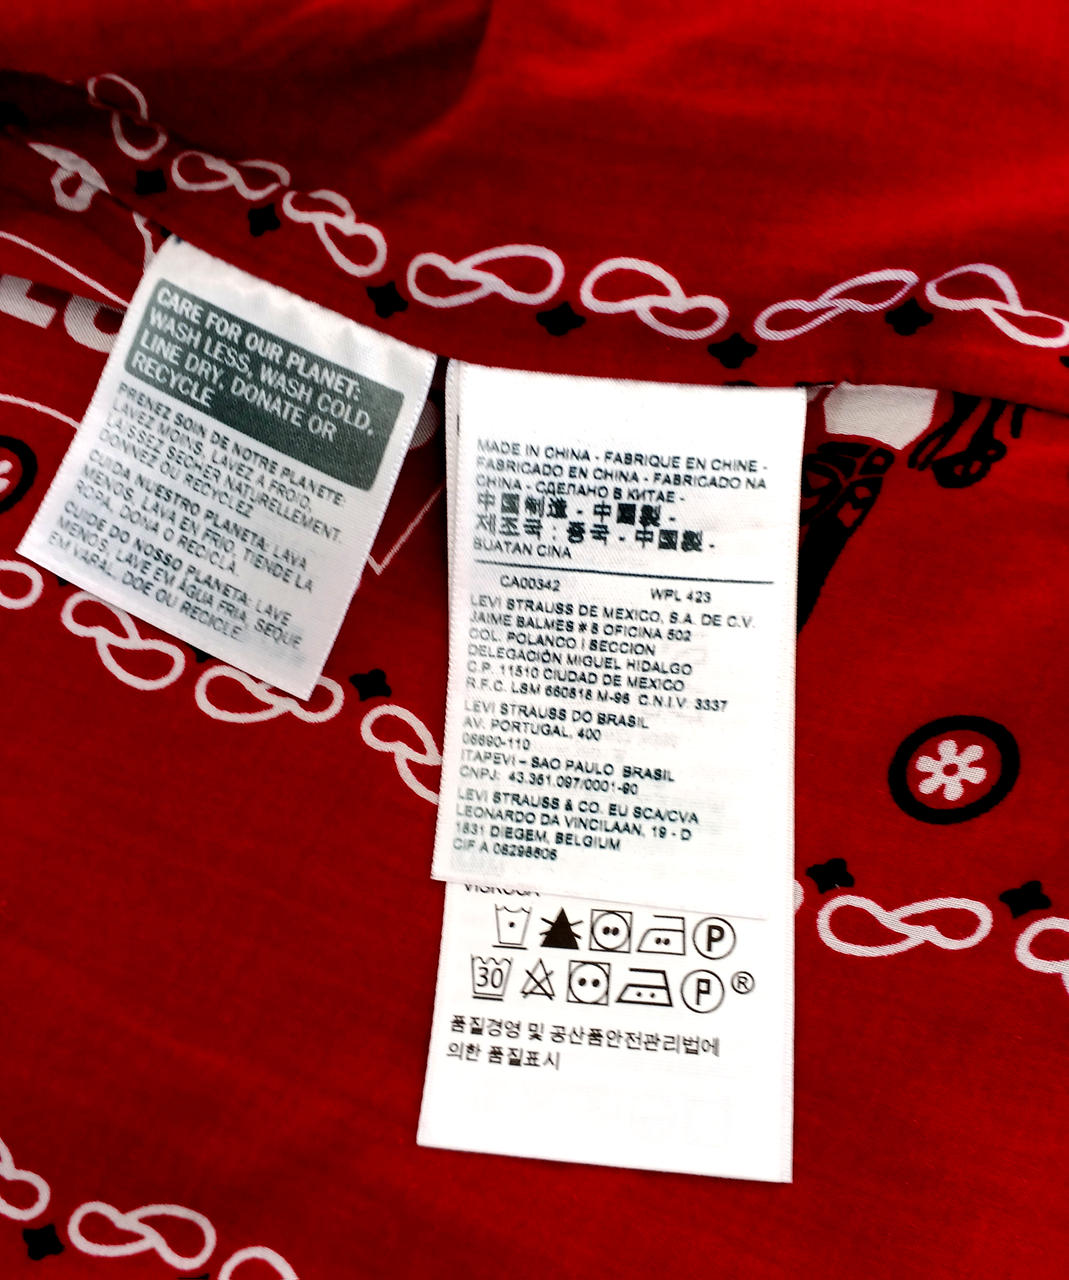 CARE FOR OUR PLANET:
WASH LESS, WASH COLD,
LINE DRY, DONATE OR
RECYCLE
PRENEZ SOIN DE NOTRE PLANETE:
LAVEZ MOINS, LAVEZ A FROID,
LAISSEZ SECHER NATURELLEMENT.
DONNEZ OU RECYCLEZ
CUIDA NUESTRO PLANETA: LAVA
MENOS, LAVA EN FRIO, TIENDE LA
ROPA, DONA O RECICLA.
CUIDE DO NOSSO PLANETA: LAVE
MENOS, LAVE EM AGUA FRIA, SEQUE
EM VARAL, DOE OU RECICLE.
MADE IN CHINA - FABRIQUE EN CHINE -
FABRICADO EN CHINA - FABRICADO NA
CHINA - СДЕЛАНО В КИТАЕ -
中国制造 - 中國製 -
제조국 : 중국 - 中國製 -
BUATAN CINA
CA00342 WPL 423
LEVI STRAUSS DE MEXICO, S.A. DE C.V.
JAIME BALMES # 8 OFICINA 502
COL. POLANCO I SECCION
DELEGACIÓN MIGUEL HIDALGO
C.P. 11510 CIUDAD DE MEXICO
R.F.C. LSM 660818 M-96 C.N.I.V. 3337
LEVI STRAUSS DO BRASIL
AV. PORTUGAL, 400
06690-110
ITAPEVI – SAO PAULO BRASIL
CNPJ: 43.361.097/0001-90
LEVI STRAUSS & CO. EU SCA/CVA
LEONARDO DA VINCILAAN, 19 - D
1831 DIEGEM, BELGIUM
CIF A 08298806
P
30 P ®
품질경영 및 공산품안전관리법에
의한 품질표시